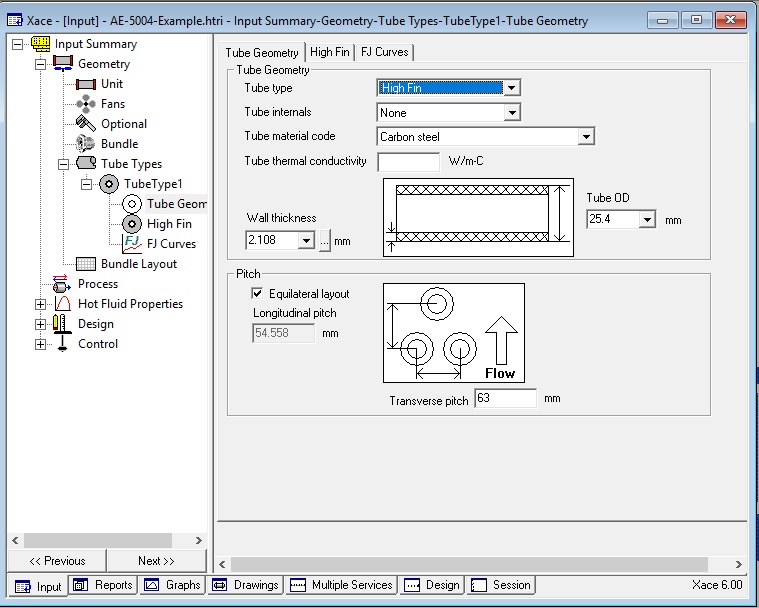 Xace - [Input] - AE-5004-Example.htri - Input Summary-Geometry-Tube Types-TubeType1-Tube Geometry
Input Summary
Geometry
Unit
Fans
Optional
Bundle
Tube Types
TubeType1
Tube Geom
High Fin
FJ
FJ Curves
Bundle Layout
Process
Hot Fluid Properties
Design
Control
<< Previous
Next >>
Tube Geometry
High Fin
FJ Curves
Tube Geometry
Tube type
High Fin
Tube internals
None
Tube material code
Carbon steel
Tube thermal conductivity
W/m-C
Wall thickness
2.108
...
mm
Tube OD
25.4
mm
Pitch
Equilateral layout
Longitudinal pitch
54.558
mm
Flow
Transverse pitch
63
mm
Input
Reports
Graphs
Drawings
Multiple Services
Design
Session
Xace 6.00